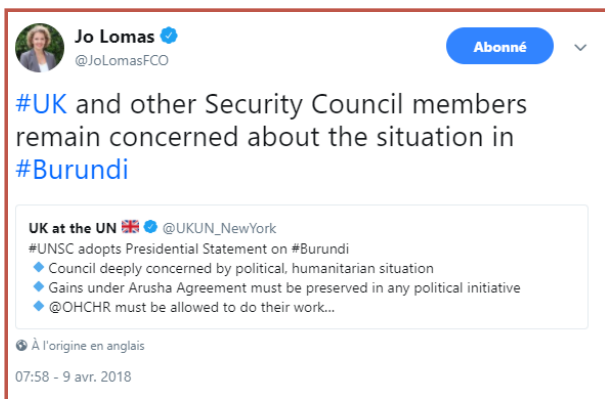 Jo Lomas
@JoLomasFCO
Abonné
#UK and other Security Council members
remain concerned about the situation in
#Burundi
UK at the UN 🇬🇧 @UKUN_NewYork
#UNSC adopts Presidential Statement on #Burundi
🔹 Council deeply concerned by political, humanitarian situation
🔹 Gains under Arusha Agreement must be preserved in any political initiative
🔹 @OHCHR must be allowed to do their work...
À l'origine en anglais
07:58 - 9 avr. 2018